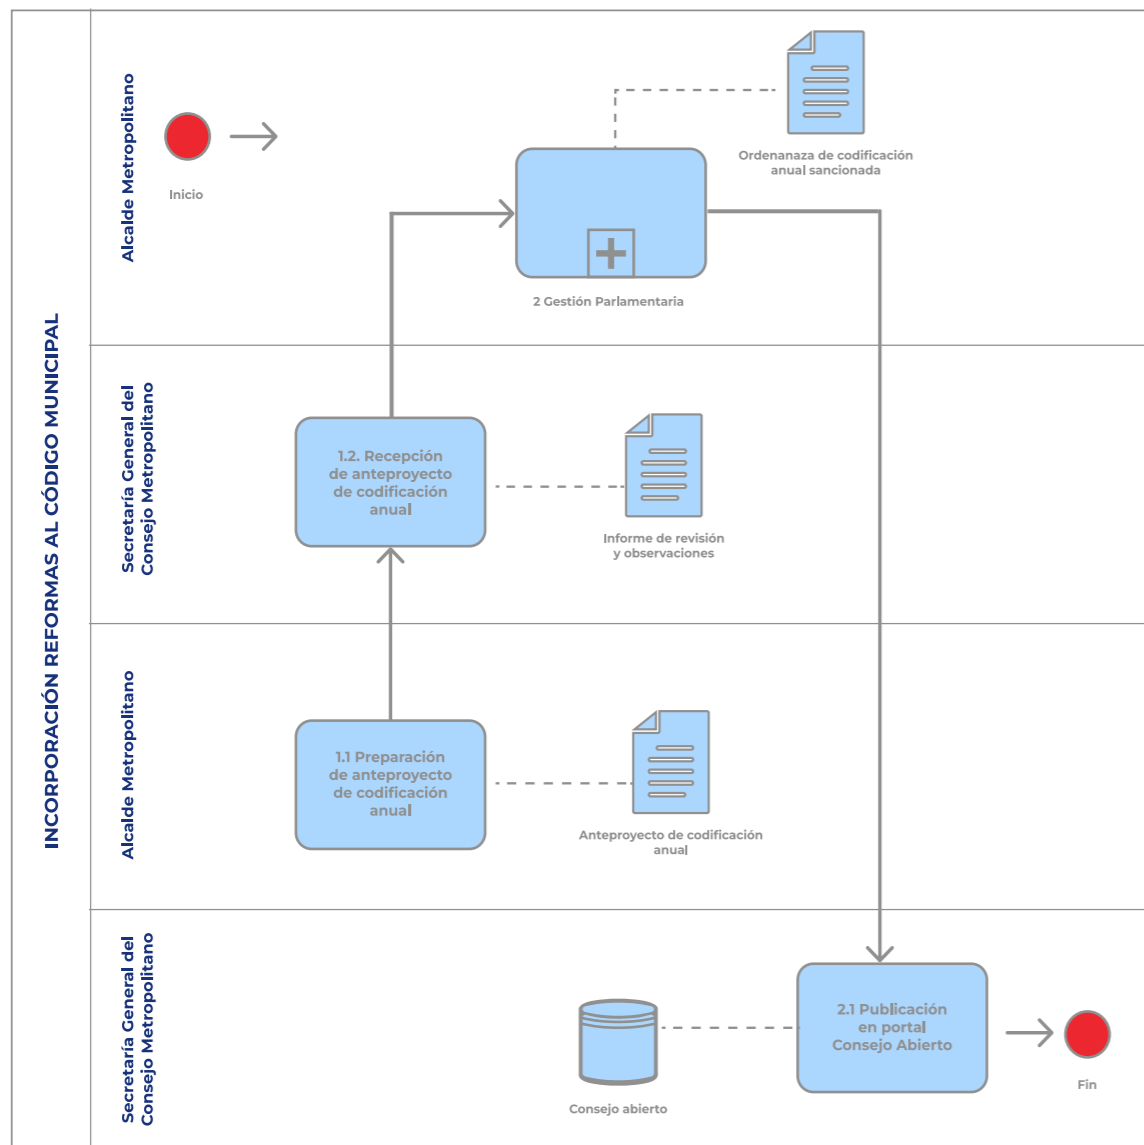 INCORPORACIÓN REFORMAS AL CÓDIGO MUNICIPAL
Alcalde Metropolitano
Inicio
Ordenanaza de codificación
anual sancionada
2 Gestión Parlamentaria
Secretaría General del
Consejo Metropolitano
1.2. Recepción
de anteproyecto
de codificación
anual
Informe de revisión
y observaciones
Alcalde Metropolitano
1.1 Preparación
de anteproyecto
de codificación
anual
Anteproyecto de codificación
anual
Secretaría General del
Consejo Metropolitano
Consejo abierto
2.1 Publicación
en portal
Consejo Abierto
Fin